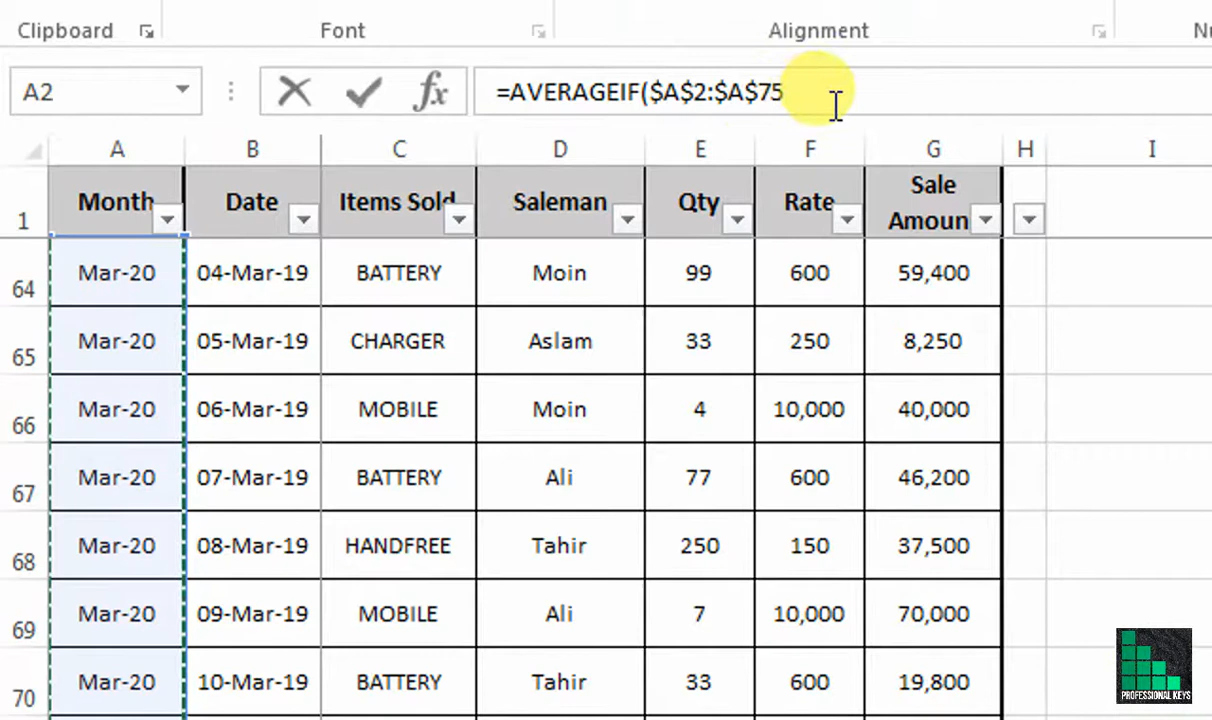 Clipboard Font Alignment Nu
A2 fx =AVERAGEIF($A$2:$A$75
A B C D E F G H I
1 Month Date Items Sold Saleman Qty Rate Sale
Amoun
64 Mar-20 04-Mar-19 BATTERY Moin 99 600 59,400
65 Mar-20 05-Mar-19 CHARGER Aslam 33 250 8,250
66 Mar-20 06-Mar-19 MOBILE Moin 4 10,000 40,000
67 Mar-20 07-Mar-19 BATTERY Ali 77 600 46,200
68 Mar-20 08-Mar-19 HANDFREE Tahir 250 150 37,500
69 Mar-20 09-Mar-19 MOBILE Ali 7 10,000 70,000
70 Mar-20 10-Mar-19 BATTERY Tahir 33 600 19,800
PROFESSIONAL KEYS